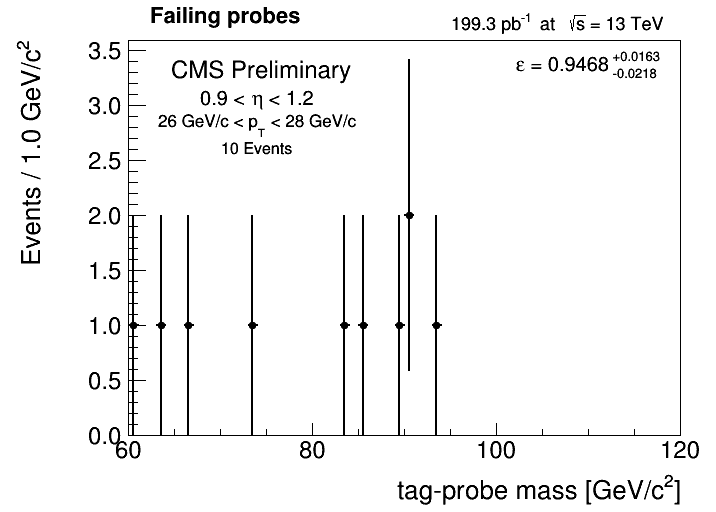 Failing probes
199.3 pb⁻¹ at √s = 13 TeV
CMS Preliminary
0.9 < η < 1.2
26 GeV/c < p_T < 28 GeV/c
10 Events
ε = 0.9468 +0.0163 -0.0218
Events / 1.0 GeV/c²
3.5
3.0
2.5
2.0
1.5
1.0
0.5
0.0
60 80 100 120
tag-probe mass [GeV/c²]